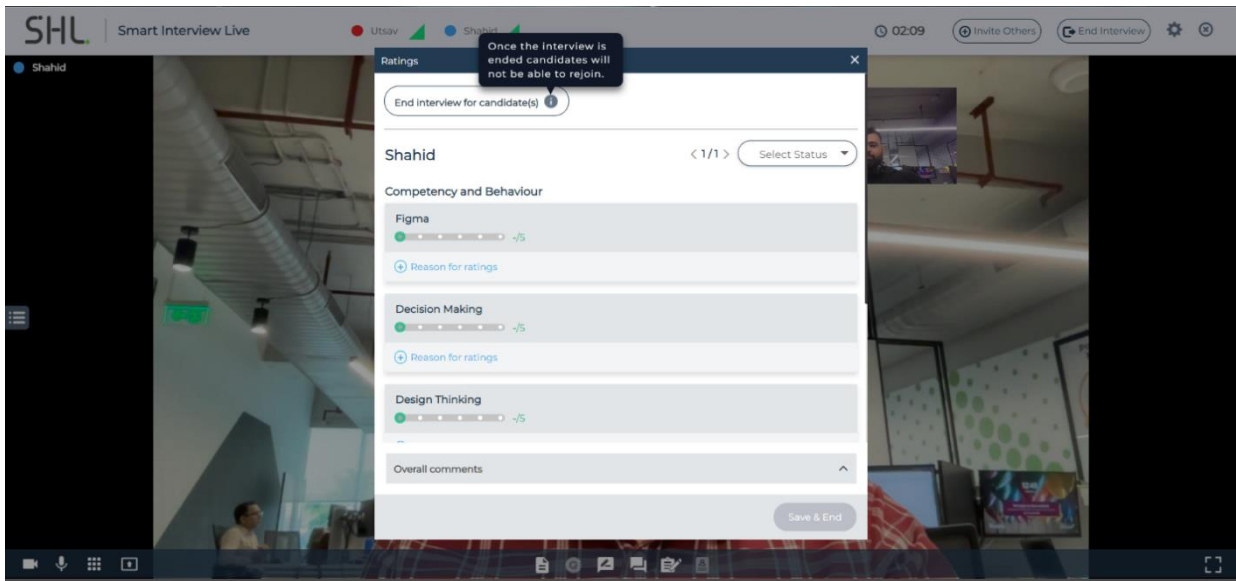 SHL.
Smart Interview Live
Utsav
Shahid
02:09
Invite Others
End Interview
Shahid
Ratings
Once the interview is
ended candidates will
not be able to rejoin.
End interview for candidate(s)
Shahid
< 1/1 >
Select Status
Competency and Behaviour
Figma
-/5
Reason for ratings
Decision Making
-/5
Reason for ratings
Design Thinking
-/5
Overall comments
Save & End